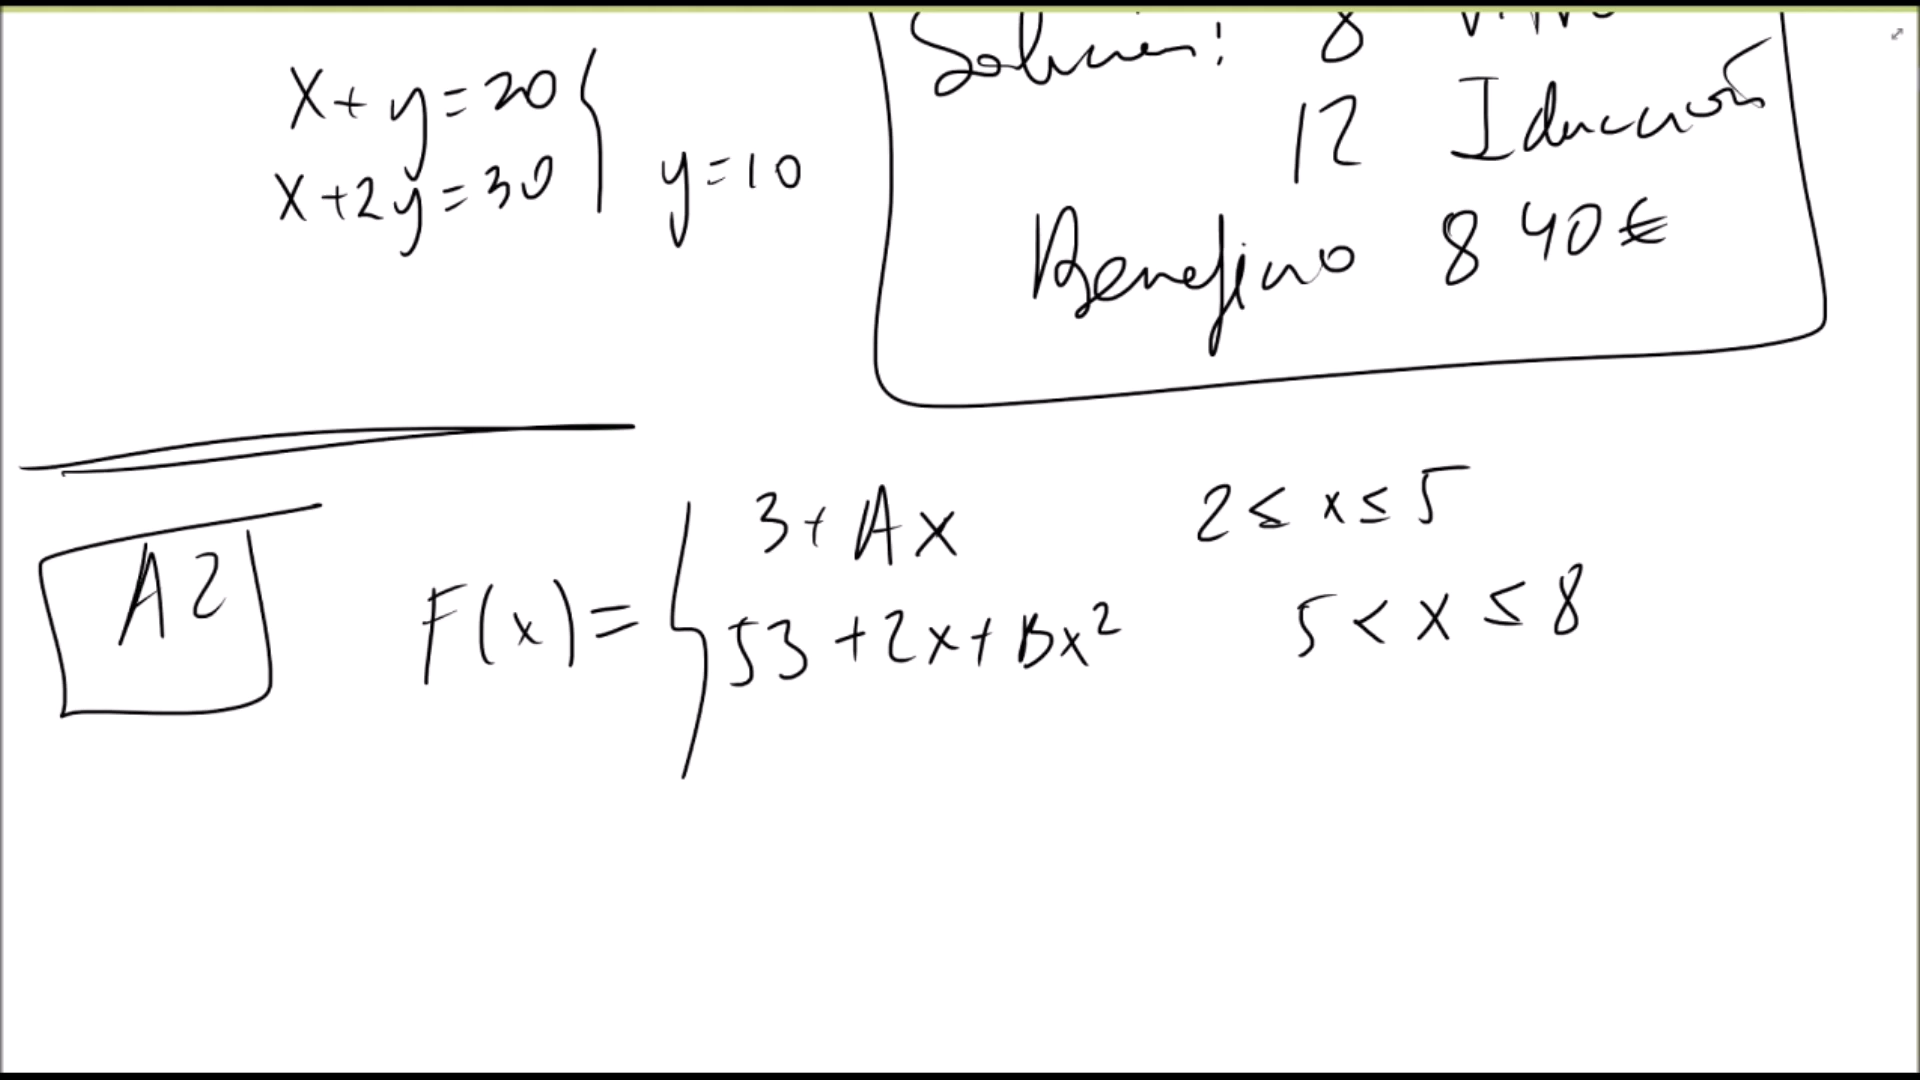 x + y = 20
x + 2y = 30
y = 10
Solución: 8
12 Inducción
Beneficio 840€
A2
F(x) =
3 + Ax 2 ≤ x ≤ 5
53 + 2x + Bx² 5 < x ≤ 8